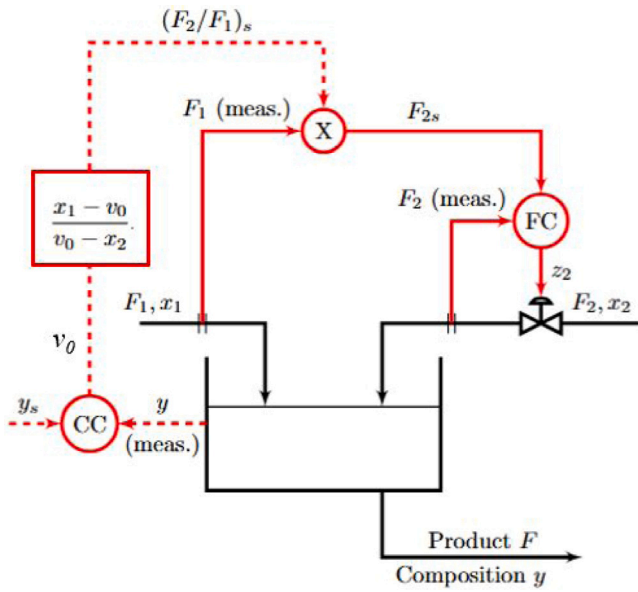 (F₂/F₁)ₛ
F₁ (meas.)
X
F₂ₛ
x₁ − v₀
v₀ − x₂
F₂ (meas.)
FC
z₂
F₁, x₁
F₂, x₂
v₀
yₛ
CC
y
(meas.)
Product F
Composition y